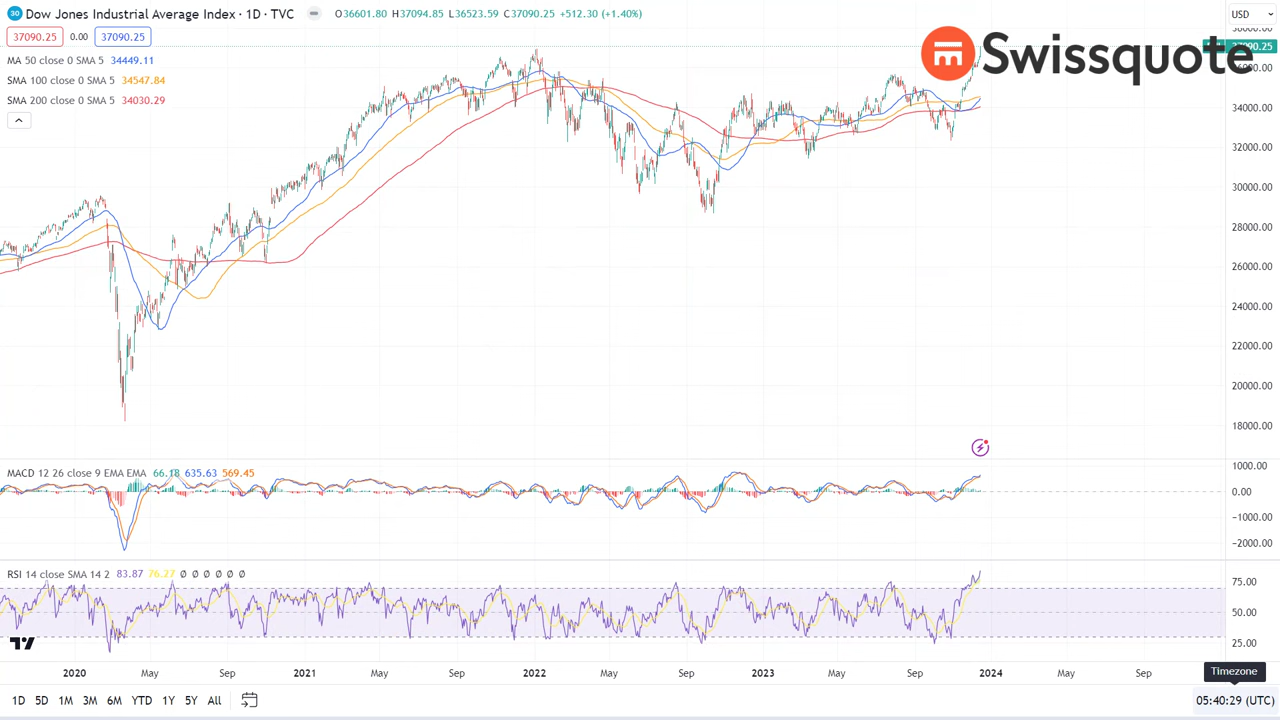 30 Dow Jones Industrial Average Index · 1D · TVC O36601.80 H37094.85 L36523.59 C37090.25 +512.30 (+1.40%)
USD
37090.25 0.00 37090.25
MA 50 close 0 SMA 5 34449.11
SMA 100 close 0 SMA 5 34547.84
SMA 200 close 0 SMA 5 34030.29
Swissquote
38000.00
34000.00
32000.00
30000.00
28000.00
26000.00
24000.00
22000.00
20000.00
18000.00
MACD 12 26 close 9 EMA EMA 66.18 635.63 569.45
1000.00
0.00
−1000.00
−2000.00
RSI 14 close SMA 14 2 83.87 76.27 Ø Ø Ø Ø Ø Ø
75.00
50.00
25.00
2020 May Sep 2021 May Sep 2022 May Sep 2023 May Sep 2024 May Sep
Timezone
1D 5D 1M 3M 6M YTD 1Y 5Y All
05:40:29 (UTC)